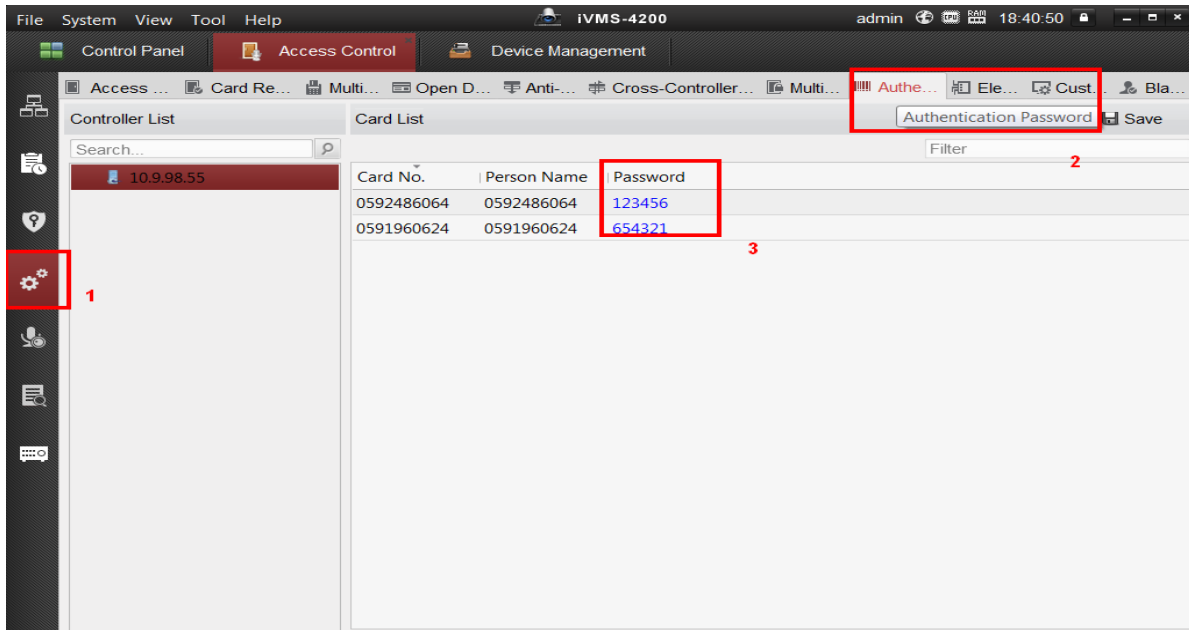 File System View Tool Help iVMS-4200 admin CPU RAM 18:40:50
Control Panel Access Control Device Management
Access ... Card Re... Multi... Open D... Anti-... Cross-Controller... Multi... Authe... Ele... Cust... Bla...
Controller List Card List Authentication Password Save
Search... Filter
2
10.9.98.55 Card No. Person Name Password
0592486064 0592486064 123456
0591960624 0591960624 654321
3
1